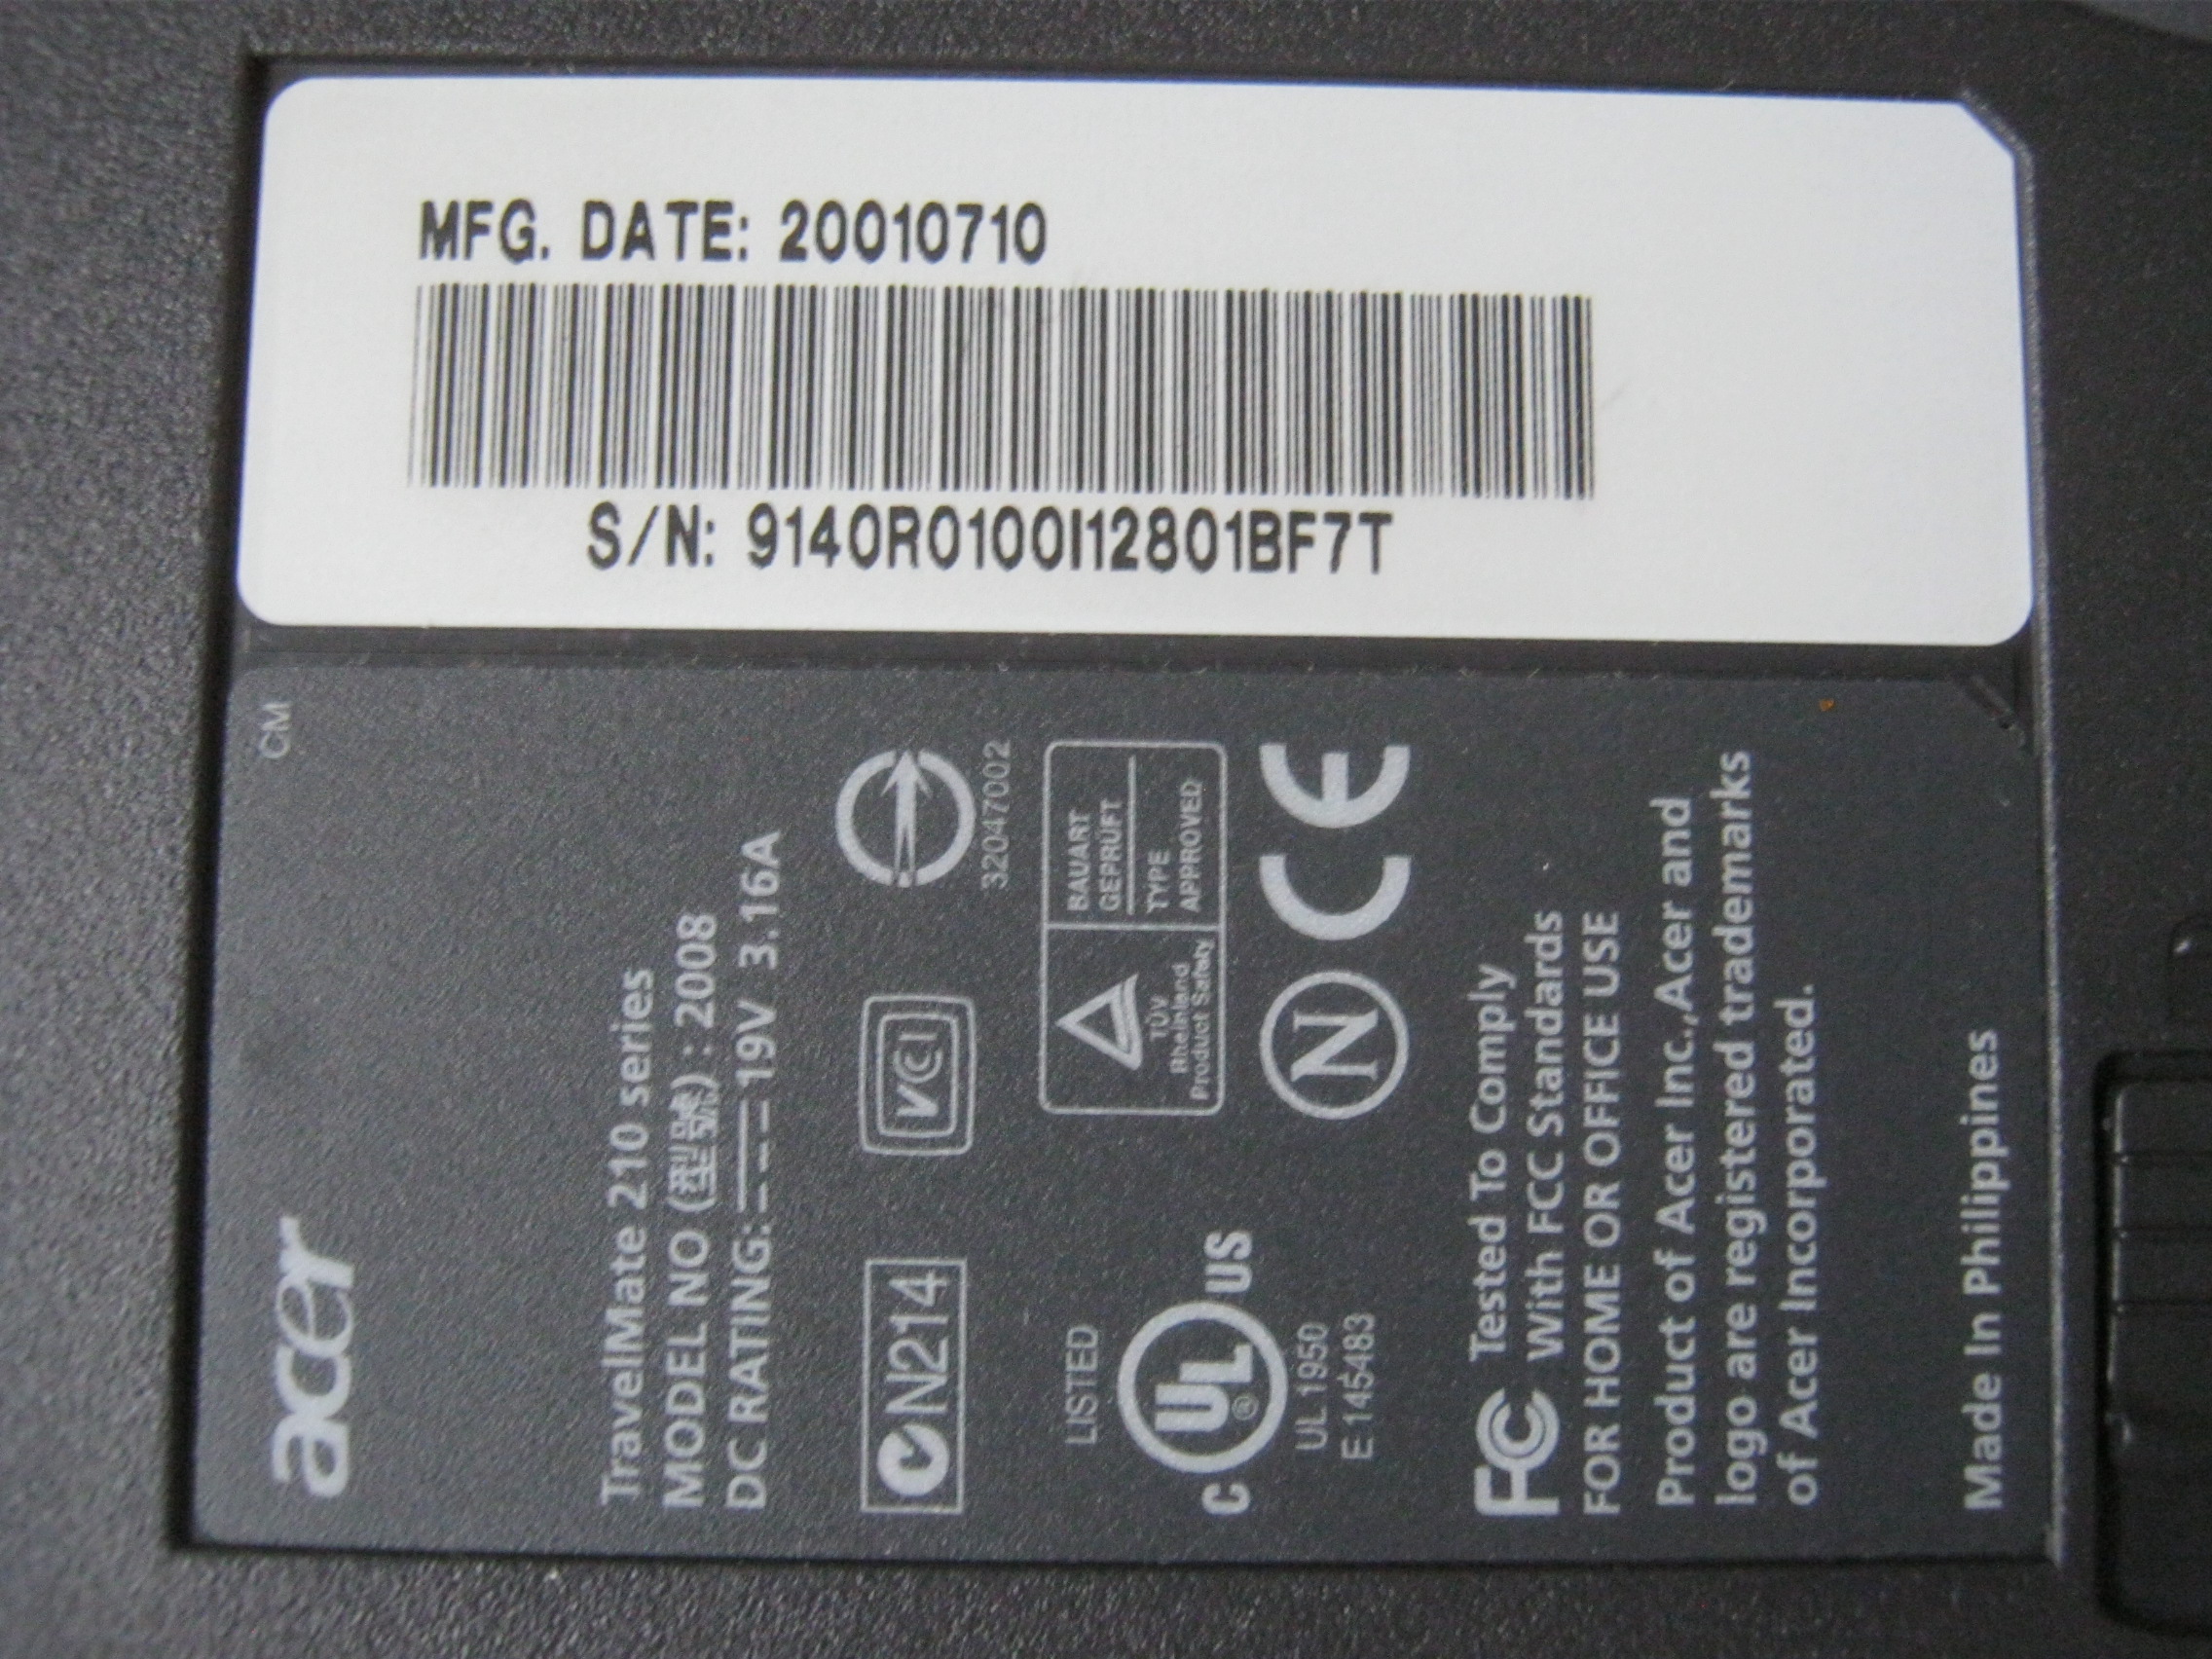 MFG. DATE: 20010710
S/N: 9140R0100I12801BF7T
CM
acer
TravelMate 210 series
MODEL NO (型號) : 2008
DC RATING: 19V 3.16A
N214
VCI
32047002
LISTED
C UL® US
UL 1950
E145483
TÜV
Rheinland
Product Safety
BAUART
GEPRÜFT
TYPE
APPROVED
N CE
FC Tested To Comply
With FCC Standards
FOR HOME OR OFFICE USE
Product of Acer Inc.,Acer and
logo are registered trademarks
of Acer Incorporated.
Made In Philippines